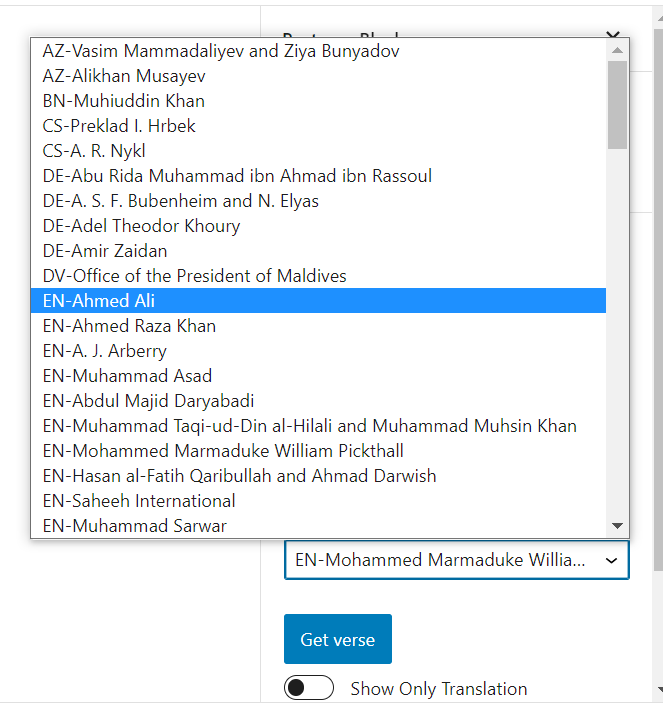 AZ-Vasim Mammadaliyev and Ziya Bunyadov
AZ-Alikhan Musayev
BN-Muhiuddin Khan
CS-Preklad I. Hrbek
CS-A. R. Nykl
DE-Abu Rida Muhammad ibn Ahmad ibn Rassoul
DE-A. S. F. Bubenheim and N. Elyas
DE-Adel Theodor Khoury
DE-Amir Zaidan
DV-Office of the President of Maldives
EN-Ahmed Ali
EN-Ahmed Raza Khan
EN-A. J. Arberry
EN-Muhammad Asad
EN-Abdul Majid Daryabadi
EN-Muhammad Taqi-ud-Din al-Hilali and Muhammad Muhsin Khan
EN-Mohammed Marmaduke William Pickthall
EN-Hasan al-Fatih Qaribullah and Ahmad Darwish
EN-Saheeh International
EN-Muhammad Sarwar
EN-Mohammed Marmaduke Willia...
Get verse
Show Only Translation